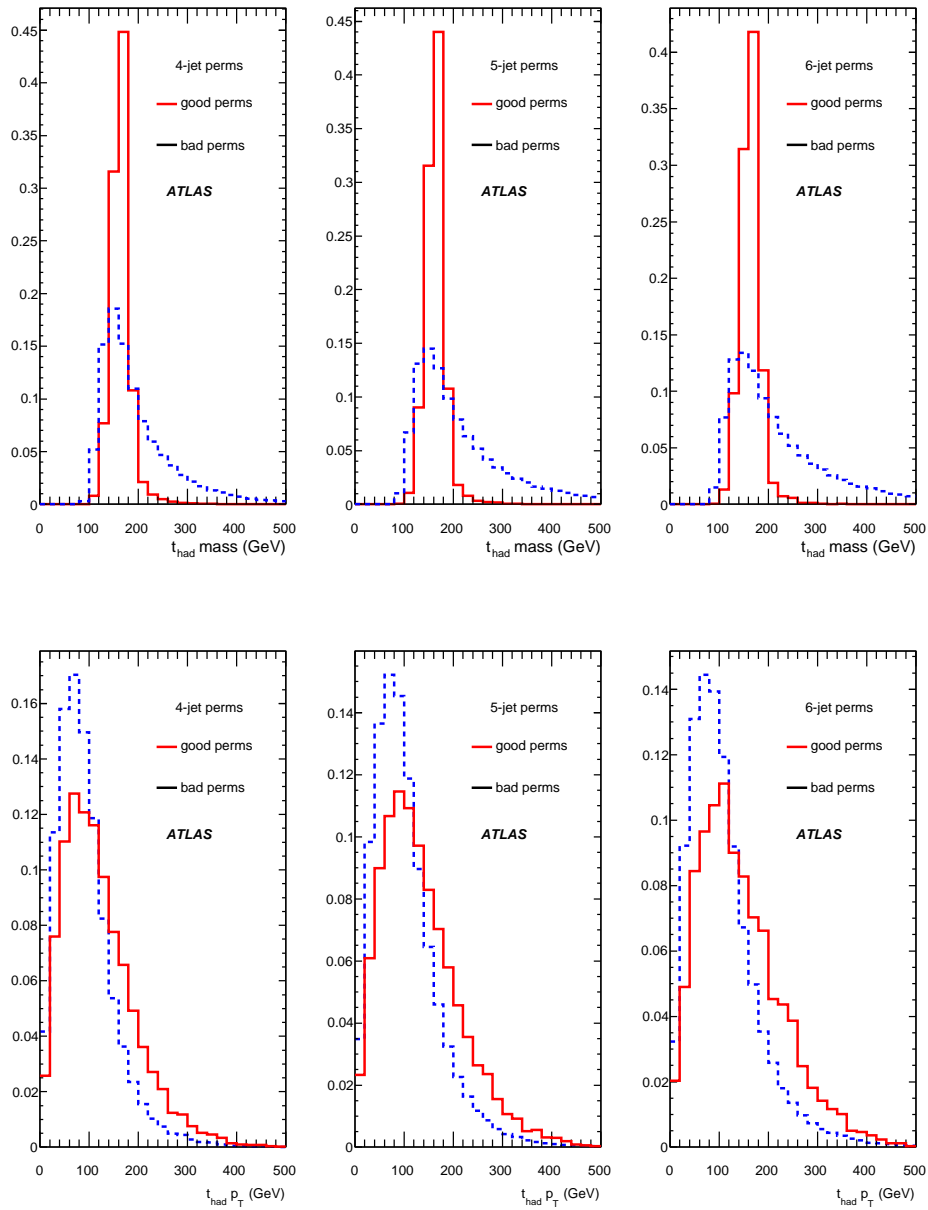 0.45
0.4
0.35
0.3
0.25
0.2
0.15
0.1
0.05
0
4-jet perms
good perms
bad perms
ATLAS
0 100 200 300 400 500
t_had mass (GeV)
0.45
0.4
0.35
0.3
0.25
0.2
0.15
0.1
0.05
0
5-jet perms
good perms
bad perms
ATLAS
0 100 200 300 400 500
t_had mass (GeV)
0.4
0.35
0.3
0.25
0.2
0.15
0.1
0.05
0
6-jet perms
good perms
bad perms
ATLAS
0 100 200 300 400 500
t_had mass (GeV)
0.16
0.14
0.12
0.1
0.08
0.06
0.04
0.02
0
4-jet perms
good perms
bad perms
ATLAS
0 100 200 300 400 500
t_had p_T (GeV)
0.14
0.12
0.1
0.08
0.06
0.04
0.02
0
5-jet perms
good perms
bad perms
ATLAS
0 100 200 300 400 500
t_had p_T (GeV)
0.14
0.12
0.1
0.08
0.06
0.04
0.02
0
6-jet perms
good perms
bad perms
ATLAS
0 100 200 300 400 500
t_had p_T (GeV)